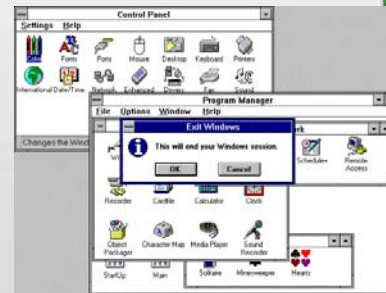 Control Panel
Settings Help
Color Fonts Ports Mouse Desktop Keyboard Printers
International Date/Time Network Enhanced Drivers Fax Sound
Program Manager
File Options Window Help
Changes the Wind
Exit Windows
This will end your Windows session.
OK Cancel
Schedule+ Remote Access
Recorder Cardfile Calculator Clock
Object Packager Character Map Media Player Sound Recorder
StartUp Main
Solitaire Minesweeper Hearts